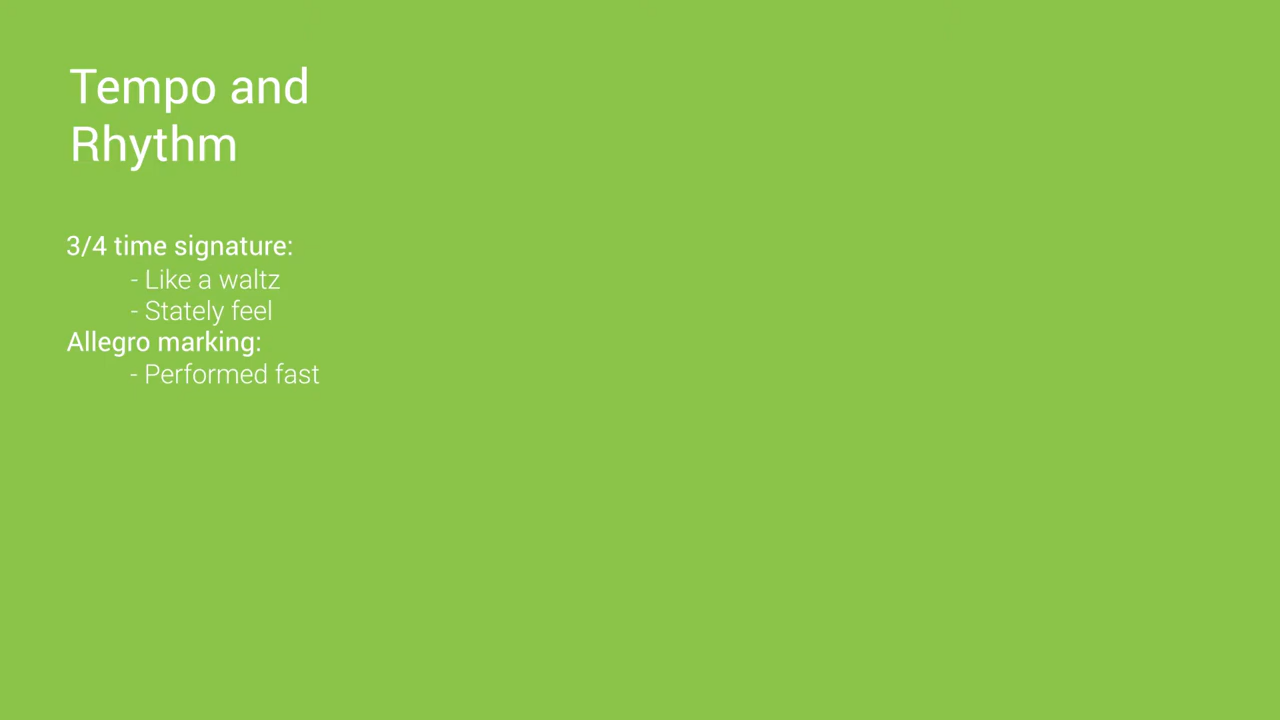 Tempo and
Rhythm
3/4 time signature:
- Like a waltz
- Stately feel
Allegro marking:
- Performed fast